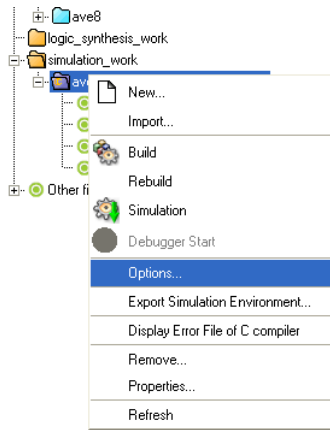 ave8
logic_synthesis_work
simulation_work
New...
Import...
Build
Rebuild
Simulation
Debugger Start
Other fi
Options...
Export Simulation Environment...
Display Error File of C compiler
Remove...
Properties...
Refresh